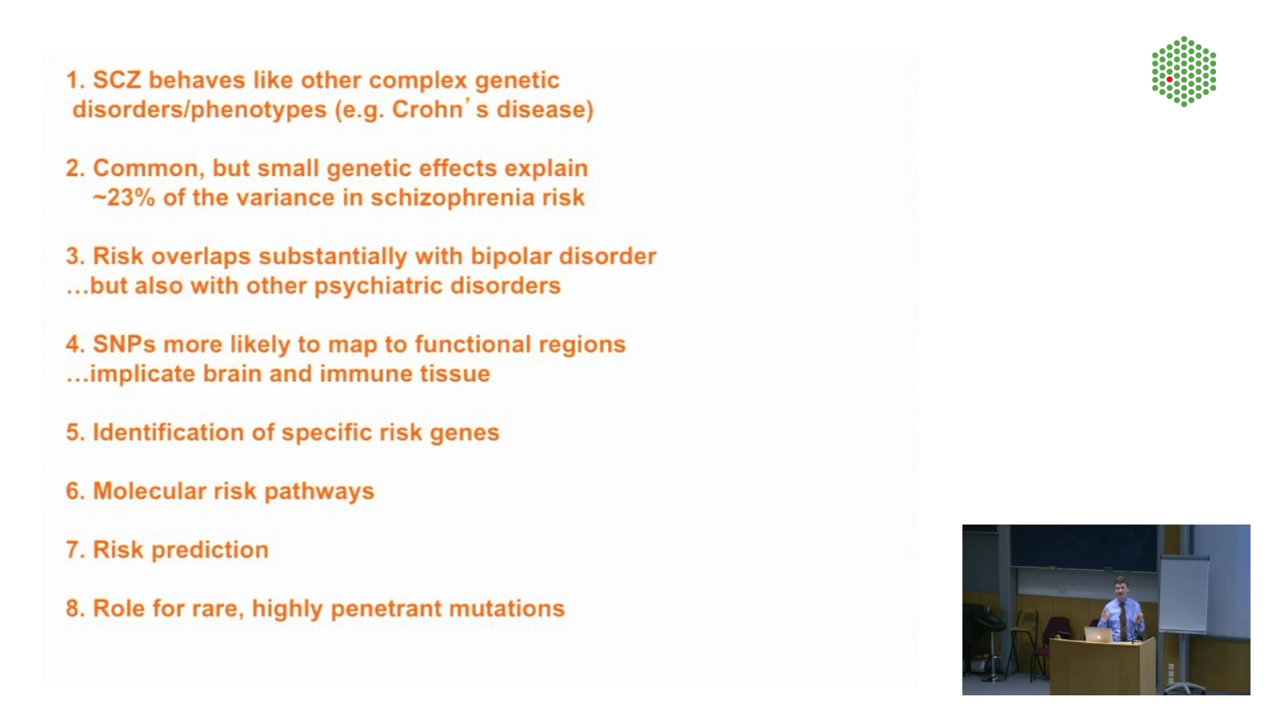 1. SCZ behaves like other complex genetic
disorders/phenotypes (e.g. Crohn's disease)
2. Common, but small genetic effects explain
~23% of the variance in schizophrenia risk
3. Risk overlaps substantially with bipolar disorder
...but also with other psychiatric disorders
4. SNPs more likely to map to functional regions
...implicate brain and immune tissue
5. Identification of specific risk genes
6. Molecular risk pathways
7. Risk prediction
8. Role for rare, highly penetrant mutations